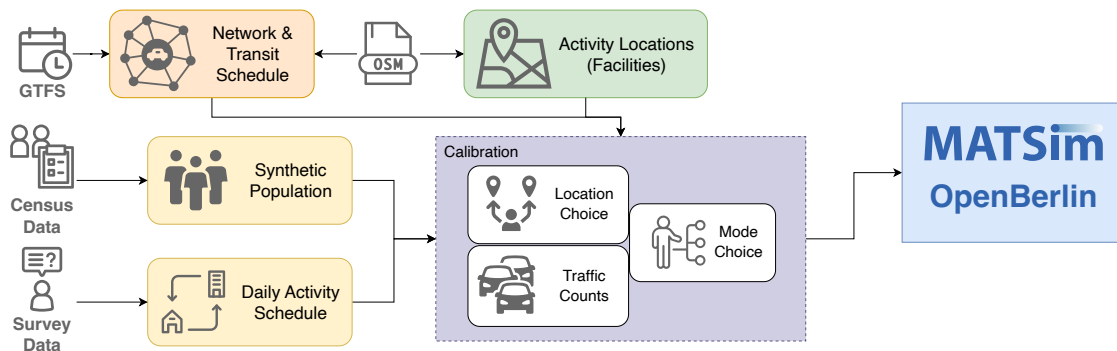 GTFS
Network &
Transit
Schedule
OSM
Activity Locations
(Facilities)
Census
Data
Synthetic
Population
Survey
Data
Daily Activity
Schedule
Calibration
Location
Choice
Traffic
Counts
Mode
Choice
MATSim
OpenBerlin